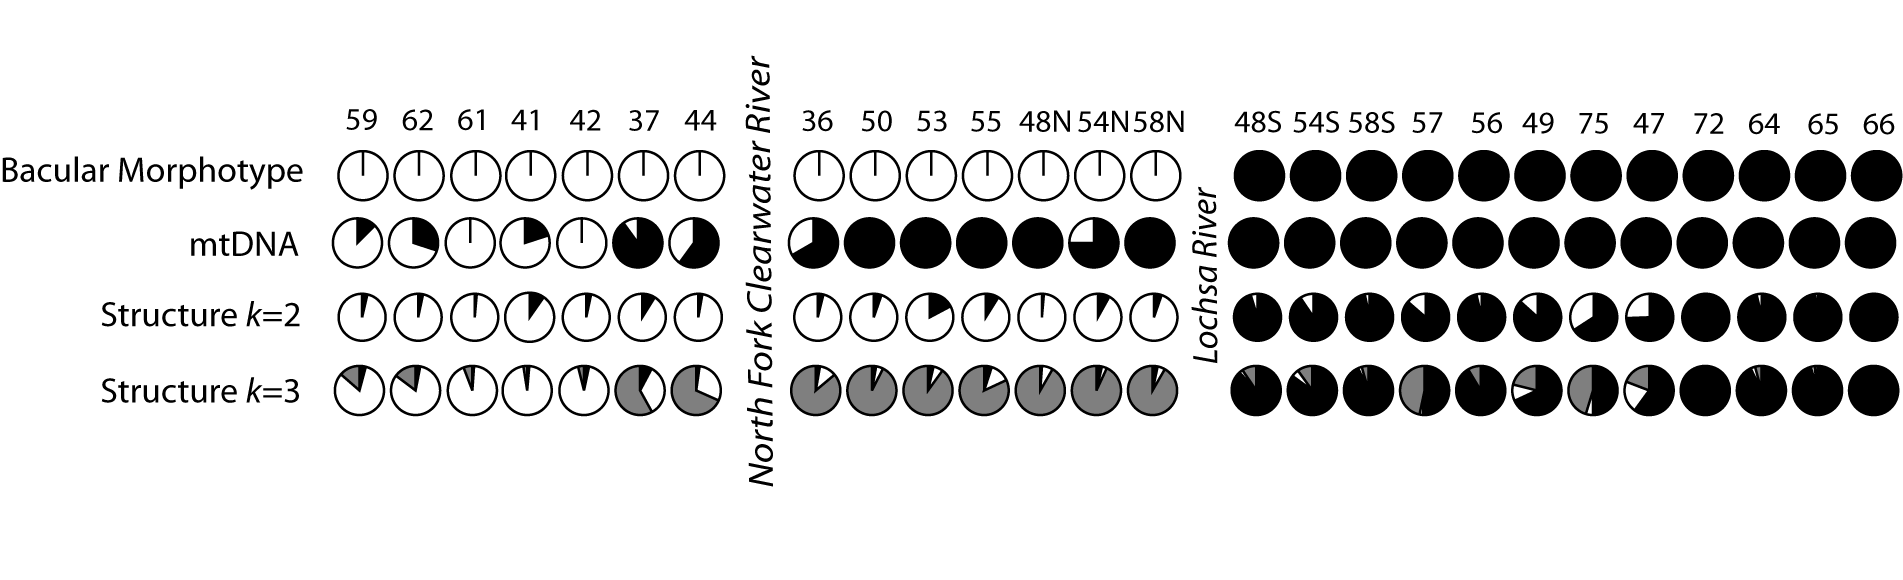 59 62 61 41 42 37 44 36 50 53 55 48N 54N 58N 48S 54S 58S 57 56 49 75 47 72 64 65 66
Bacular Morphotype
mtDNA
Structure k=2
Structure k=3
North Fork Clearwater River
Lochsa River